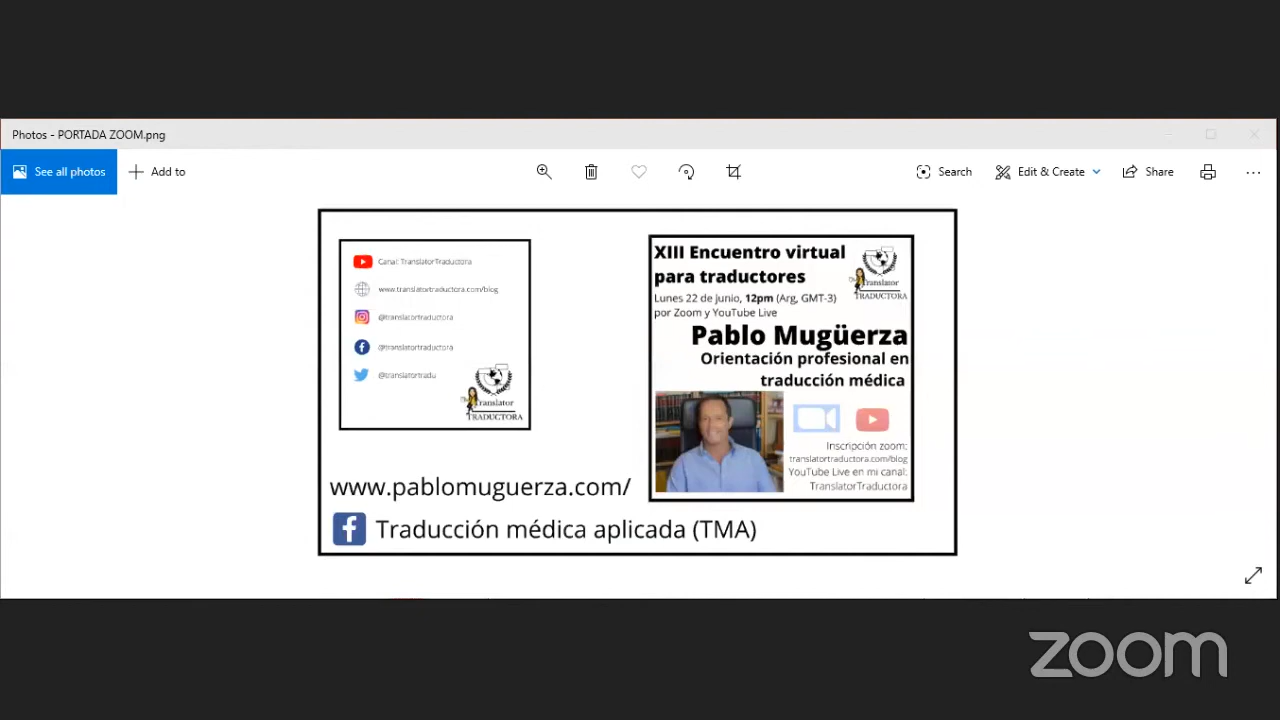 Photos - PORTADA ZOOM.png
See all photos
Add to
Search
Edit & Create
Share
Canal: TranslatorTraductora
www.translatortraductora.com/blog
@translatortraductora
@translatortraductora
@translatortradu
The Translator
TRADUCTORA
XIII Encuentro virtual
para traductores
Lunes 22 de junio, 12pm (Arg, GMT-3)
por Zoom y YouTube Live
The Translator
TRADUCTORA
Pablo Mugüerza
Orientación profesional en
traducción médica
Inscripción zoom:
translatortraductora.com/blog
YouTube Live en mi canal:
TranslatorTraductora
www.pablomuguerza.com/
Traducción médica aplicada (TMA)
zoom